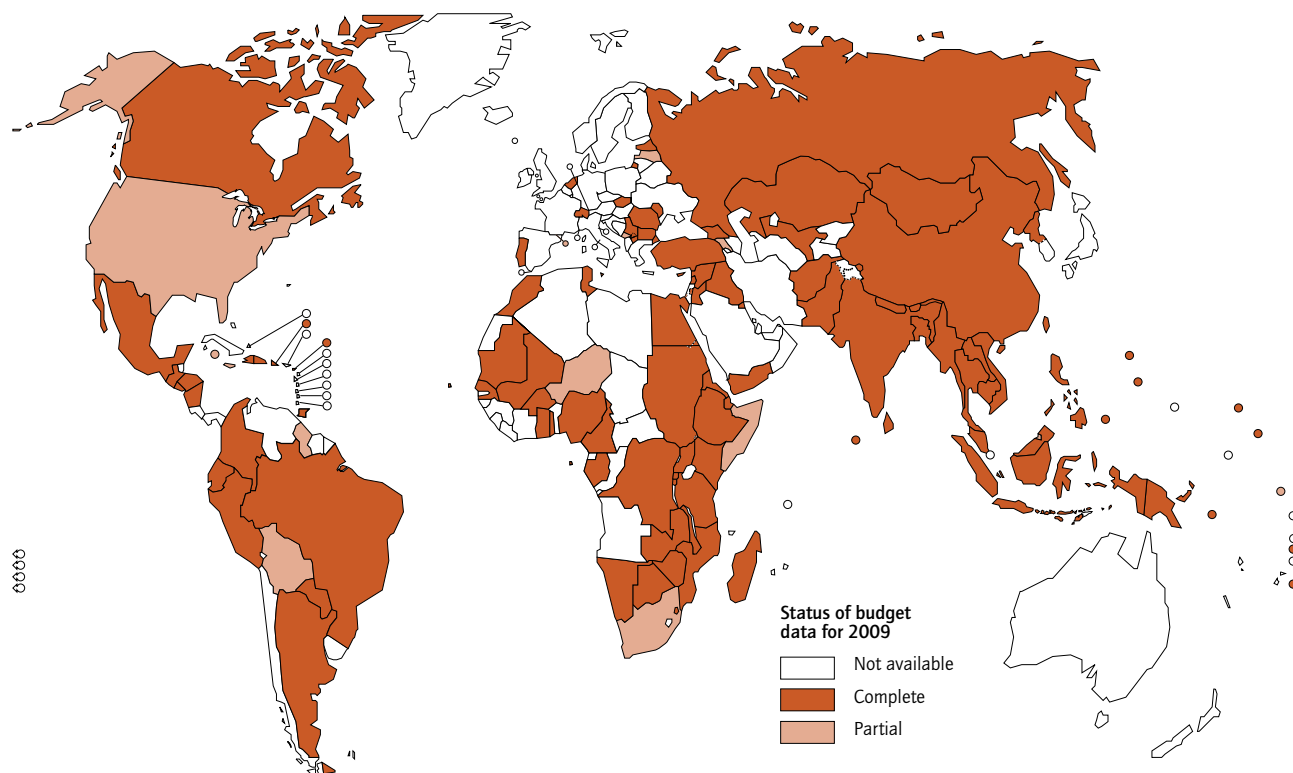 Status of budget
data for 2009
Not available
Complete
Partial